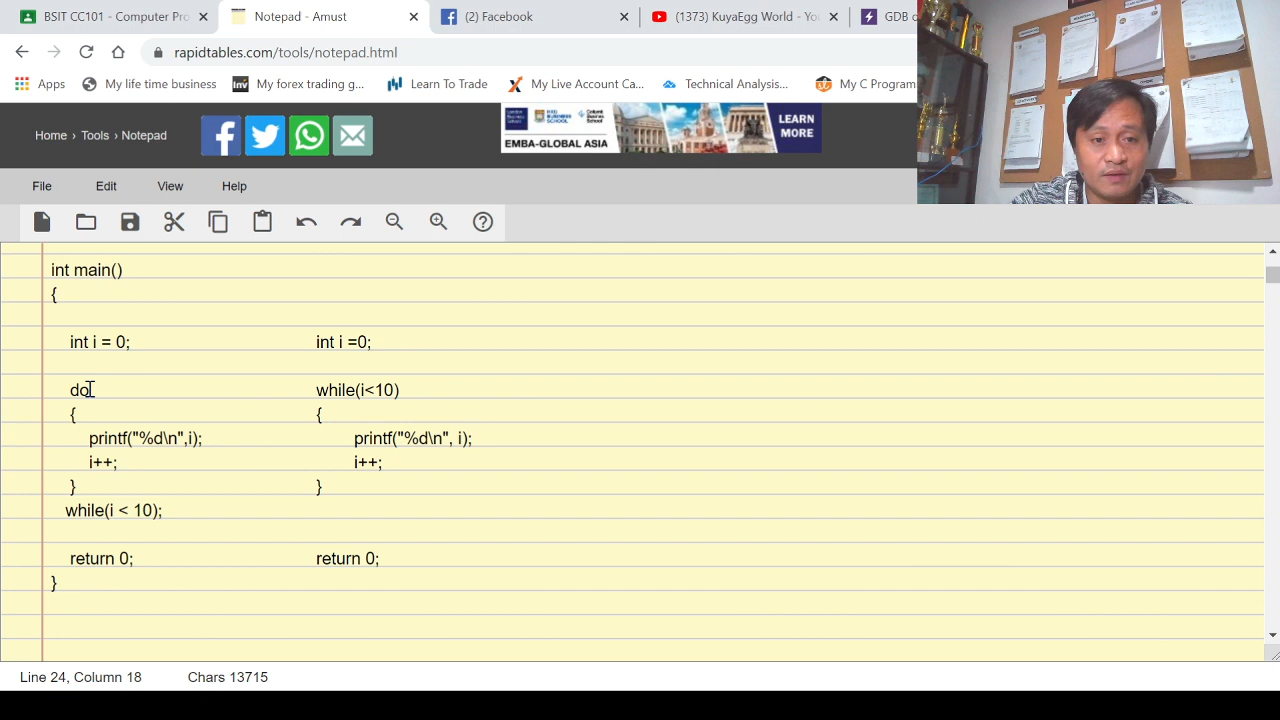 BSIT CC101 - Computer Pro
Notepad - Amust
(2) Facebook
(1373) Kuya Egg World - Yo
GDB o
rapidtables.com/tools/notepad.html
Apps
My life time business
My forex trading g...
Learn To Trade
My Live Account Ca...
Technical Analysis...
My C Program
Home › Tools › Notepad
EMBA-GLOBAL ASIA
LEARN
MORE
File Edit View Help
int main()
{
int i = 0; int i =0;
do while(i<10)
{ {
printf("%d\n",i); printf("%d\n", i);
i++; i++;
} }
while(i < 10);
return 0; return 0;
}
Line 24, Column 18 Chars 13715